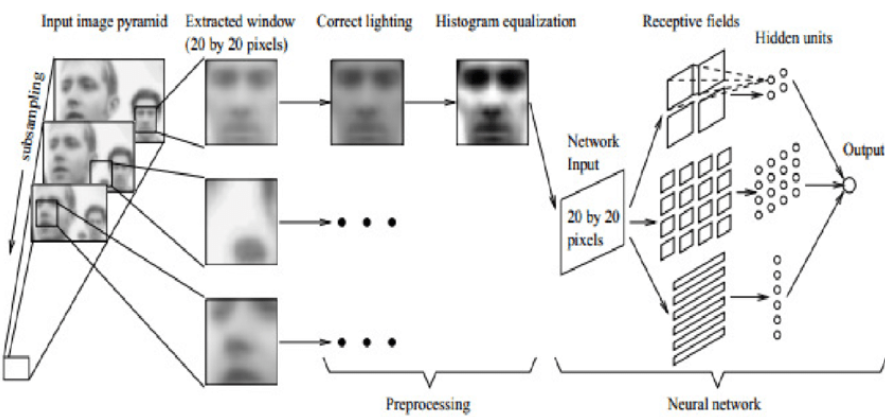 Input image pyramid
Extracted window
(20 by 20 pixels)
Correct lighting
Histogram equalization
Receptive fields
Hidden units
subsampling
Network
Input
Output
20 by 20
pixels
Preprocessing
Neural network